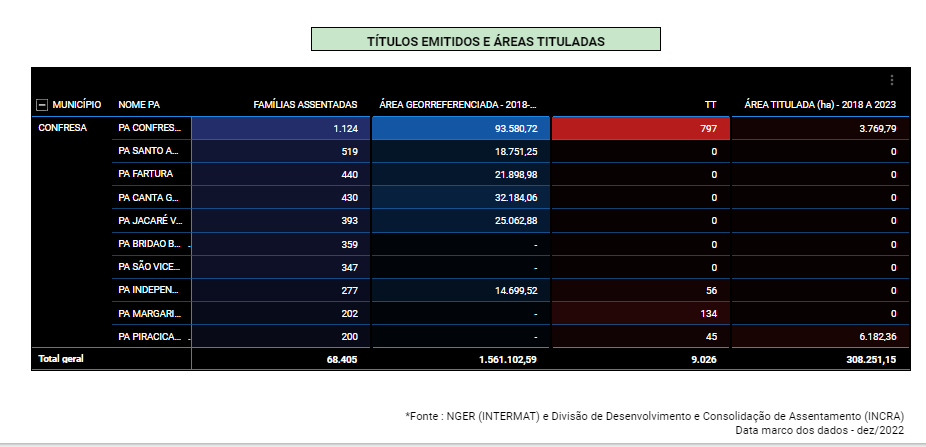 TÍTULOS EMITIDOS E ÁREAS TITULADAS
MUNICÍPIO NOME PA FAMÍLIAS ASSENTADAS ÁREA GEORREFERENCIADA - 2018-... TT ÁREA TITULADA (ha) - 2018 A 2023
CONFRESA PA CONFRES... 1.124 93.580,72 797 3.769,79
PA SANTO A... 519 18.751,25 0 0
PA FARTURA 440 21.898,98 0 0
PA CANTA G... 430 32.184,06 0 0
PA JACARÉ V... 393 25.062,88 0 0
PA BRIDAO B... 359 - 0 0
PA SÃO VICE... 347 - 0 0
PA INDEPEN... 277 14.699,52 56 0
PA MARGARI... 202 - 134 0
PA PIRACICA... 200 - 45 6.182,36
Total geral 68.405 1.561.102,59 9.026 308.251,15
*Fonte : NGER (INTERMAT) e Divisão de Desenvolvimento e Consolidação de Assentamento (INCRA)
Data marco dos dados - dez/2022